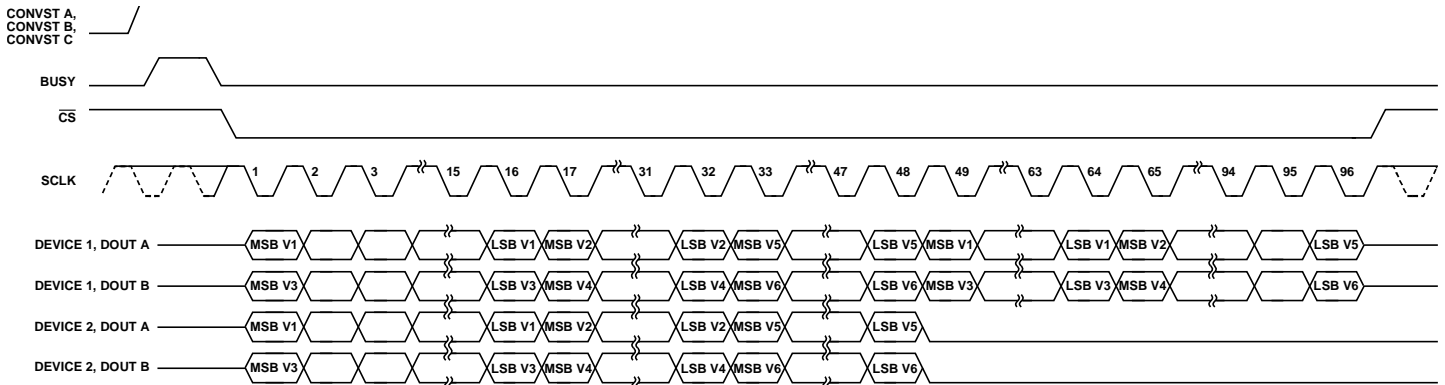 CONVST A,
CONVST B,
CONVST C
BUSY
CS
SCLK 1 2 3 15 16 17 31 32 33 47 48 49 63 64 65 94 95 96
DEVICE 1, DOUT A MSB V1 LSB V1 MSB V2 LSB V2 MSB V5 LSB V5 MSB V1 LSB V1 MSB V2 LSB V5
DEVICE 1, DOUT B MSB V3 LSB V3 MSB V4 LSB V4 MSB V6 LSB V6 MSB V3 LSB V3 MSB V4 LSB V6
DEVICE 2, DOUT A MSB V1 LSB V1 MSB V2 LSB V2 MSB V5 LSB V5
DEVICE 2, DOUT B MSB V3 LSB V3 MSB V4 LSB V4 MSB V6 LSB V6